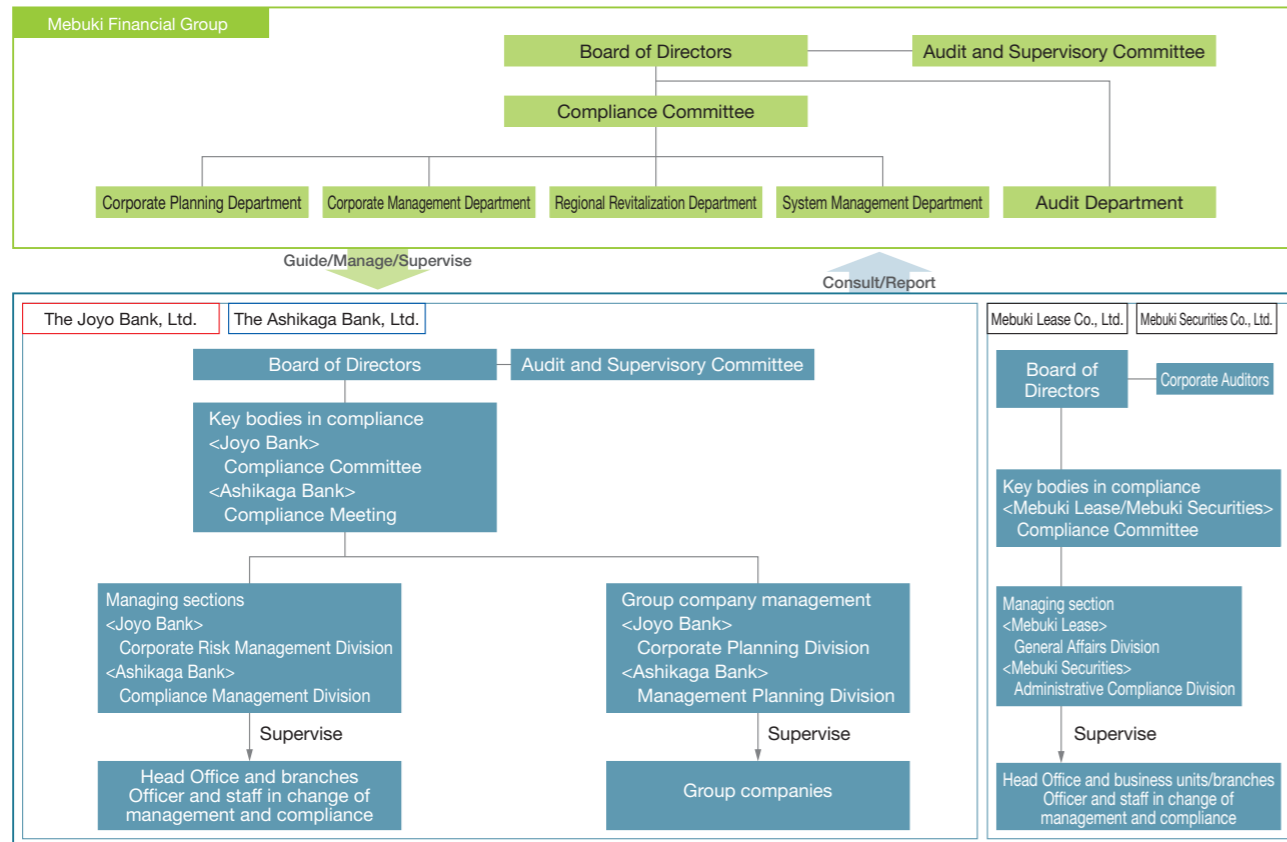 Mebuki Financial Group
Board of Directors
Audit and Supervisory Committee
Compliance Committee
Corporate Planning Department
Corporate Management Department
Regional Revitalization Department
System Management Department
Audit Department
Guide/Manage/Supervise
Consult/Report
The Joyo Bank, Ltd.
The Ashikaga Bank, Ltd.
Board of Directors
Audit and Supervisory Committee
Key bodies in compliance
<Joyo Bank>
Compliance Committee
<Ashikaga Bank>
Compliance Meeting
Managing sections
<Joyo Bank>
Corporate Risk Management Division
<Ashikaga Bank>
Compliance Management Division
Supervise
Head Office and branches
Officer and staff in change of
management and compliance
Group company management
<Joyo Bank>
Corporate Planning Division
<Ashikaga Bank>
Management Planning Division
Supervise
Group companies
Mebuki Lease Co., Ltd.
Mebuki Securities Co., Ltd.
Board of
Directors
Corporate Auditors
Key bodies in compliance
<Mebuki Lease/Mebuki Securities>
Compliance Committee
Managing section
<Mebuki Lease>
General Affairs Division
<Mebuki Securities>
Administrative Compliance Division
Supervise
Head Office and business units/branches
Officer and staff in change of
management and compliance